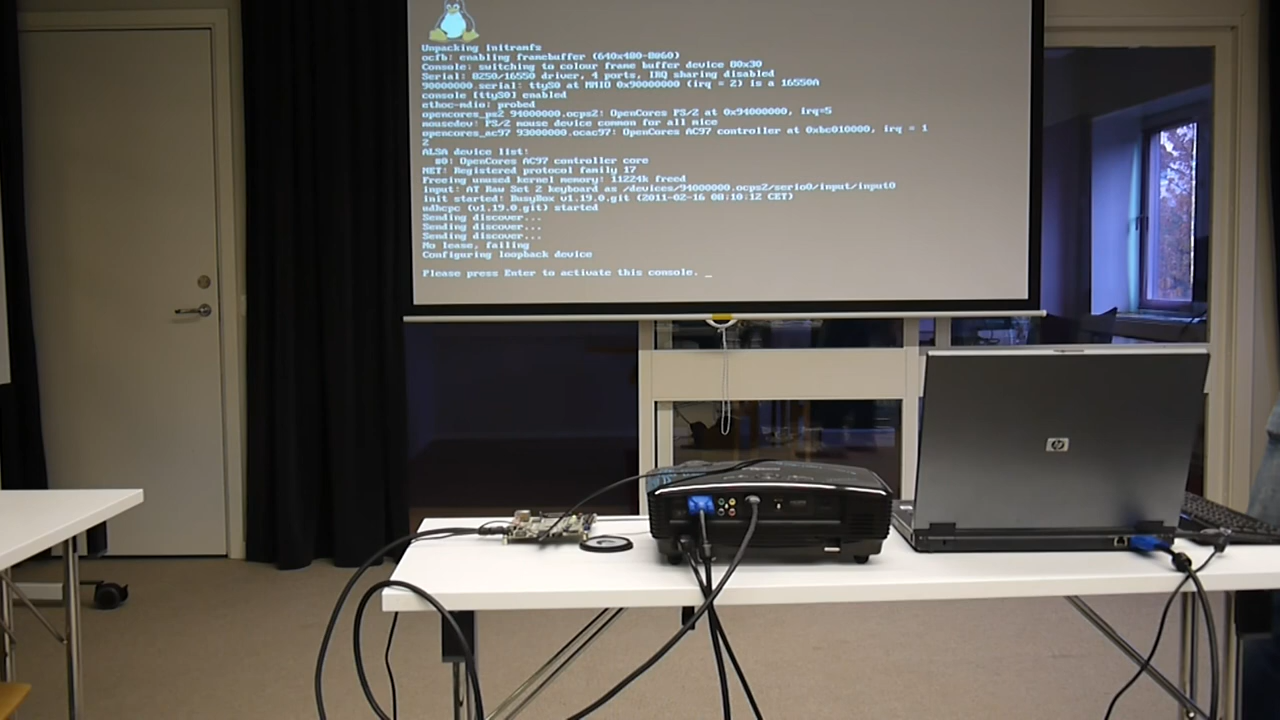 Unpacking initramfs
ocfb: enabling framebuffer (640x480-8@60)
Console: switching to colour frame buffer device 80x30
Serial: 8250/16550 driver, 4 ports, IRQ sharing disabled
90000000.serial: ttyS0 at MMIO 0x90000000 (irq = 2) is a 16550A
console [ttyS0] enabled
ethoc-mdio: probed
opencores_ps2 94000000.ocps2: OpenCores PS/2 at 0x94000000, irq=5
mousedev: PS/2 mouse device common for all mice
opencores_ac97 93000000.ocac97: OpenCores AC97 controller at 0xbc010000, irq = 1
2
ALSA device list:
#0: OpenCores AC97 controller core
NET: Registered protocol family 17
Freeing unused kernel memory: 11224k freed
input: AT Raw Set 2 keyboard as /devices/94000000.ocps2/serio0/input/input0
init started: BusyBox v1.19.0.git (2011-02-16 08:10:12 CET)
udhcpc (v1.19.0.git) started
Sending discover...
Sending discover...
Sending discover...
No lease, failing
Configuring loopback device
Please press Enter to activate this console. _
hp